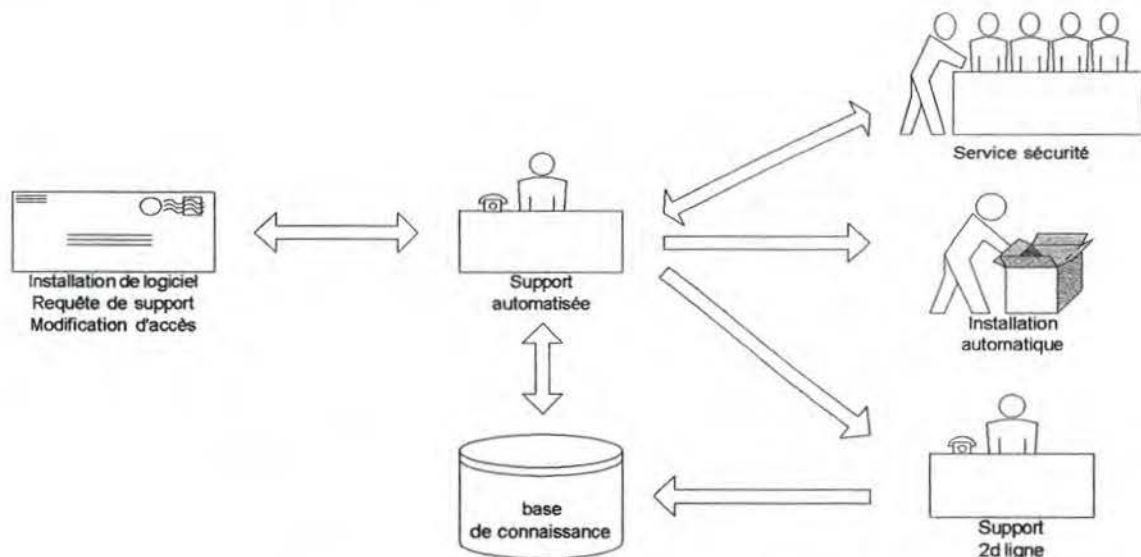 Service sécurité
Installation de logiciel
Requête de support
Modification d'accès
Support
automatisée
Installation
automatique
base
de connaissance
Support
2d ligne